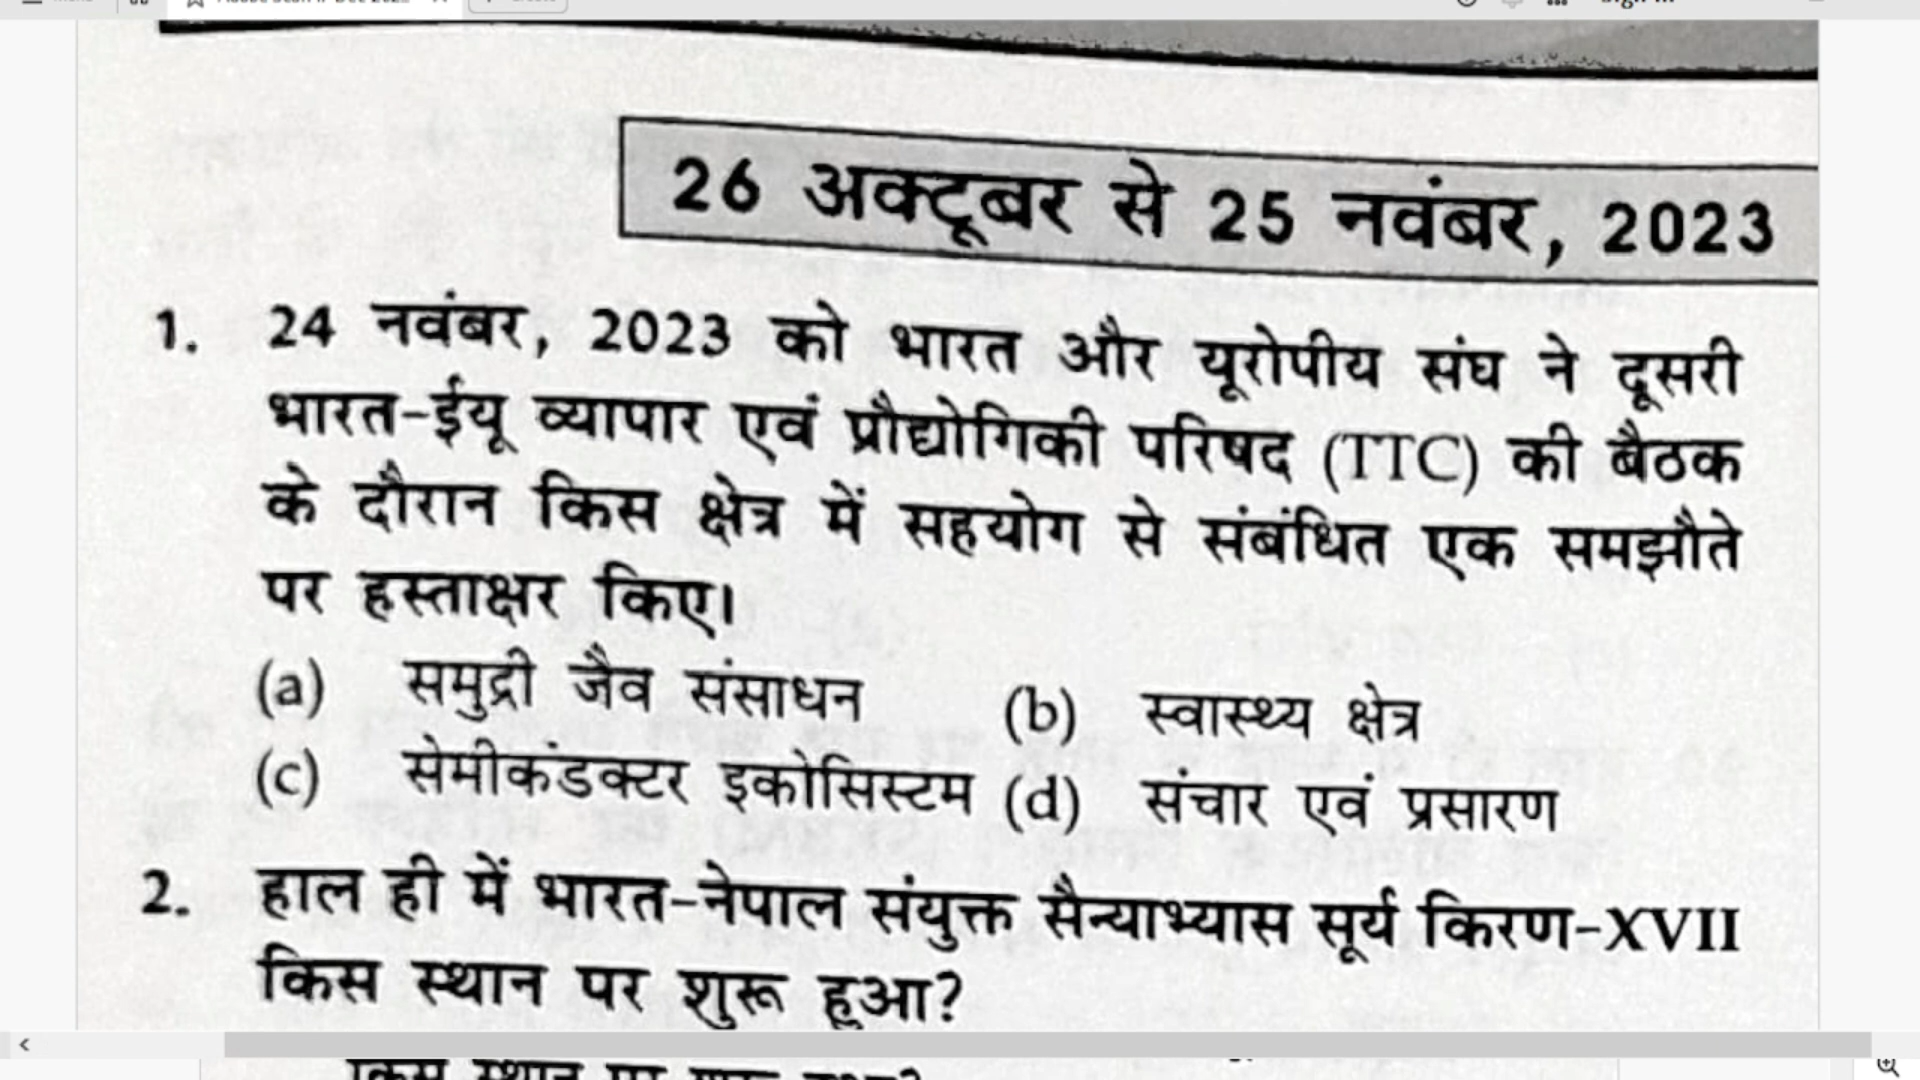 26 अक्टूबर से 25 नवंबर, 2023
1. 24 नवंबर, 2023 को भारत और यूरोपीय संघ ने दूसरी
भारत-ईयू व्यापार एवं प्रौद्योगिकी परिषद (TTC) की बैठक
के दौरान किस क्षेत्र में सहयोग से संबंधित एक समझौते
पर हस्ताक्षर किए।
(a) समुद्री जैव संसाधन (b) स्वास्थ्य क्षेत्र
(c) सेमीकंडक्टर इकोसिस्टम (d) संचार एवं प्रसारण
2. हाल ही में भारत-नेपाल संयुक्त सैन्याभ्यास सूर्य किरण-XVII
किस स्थान पर शुरू हुआ?